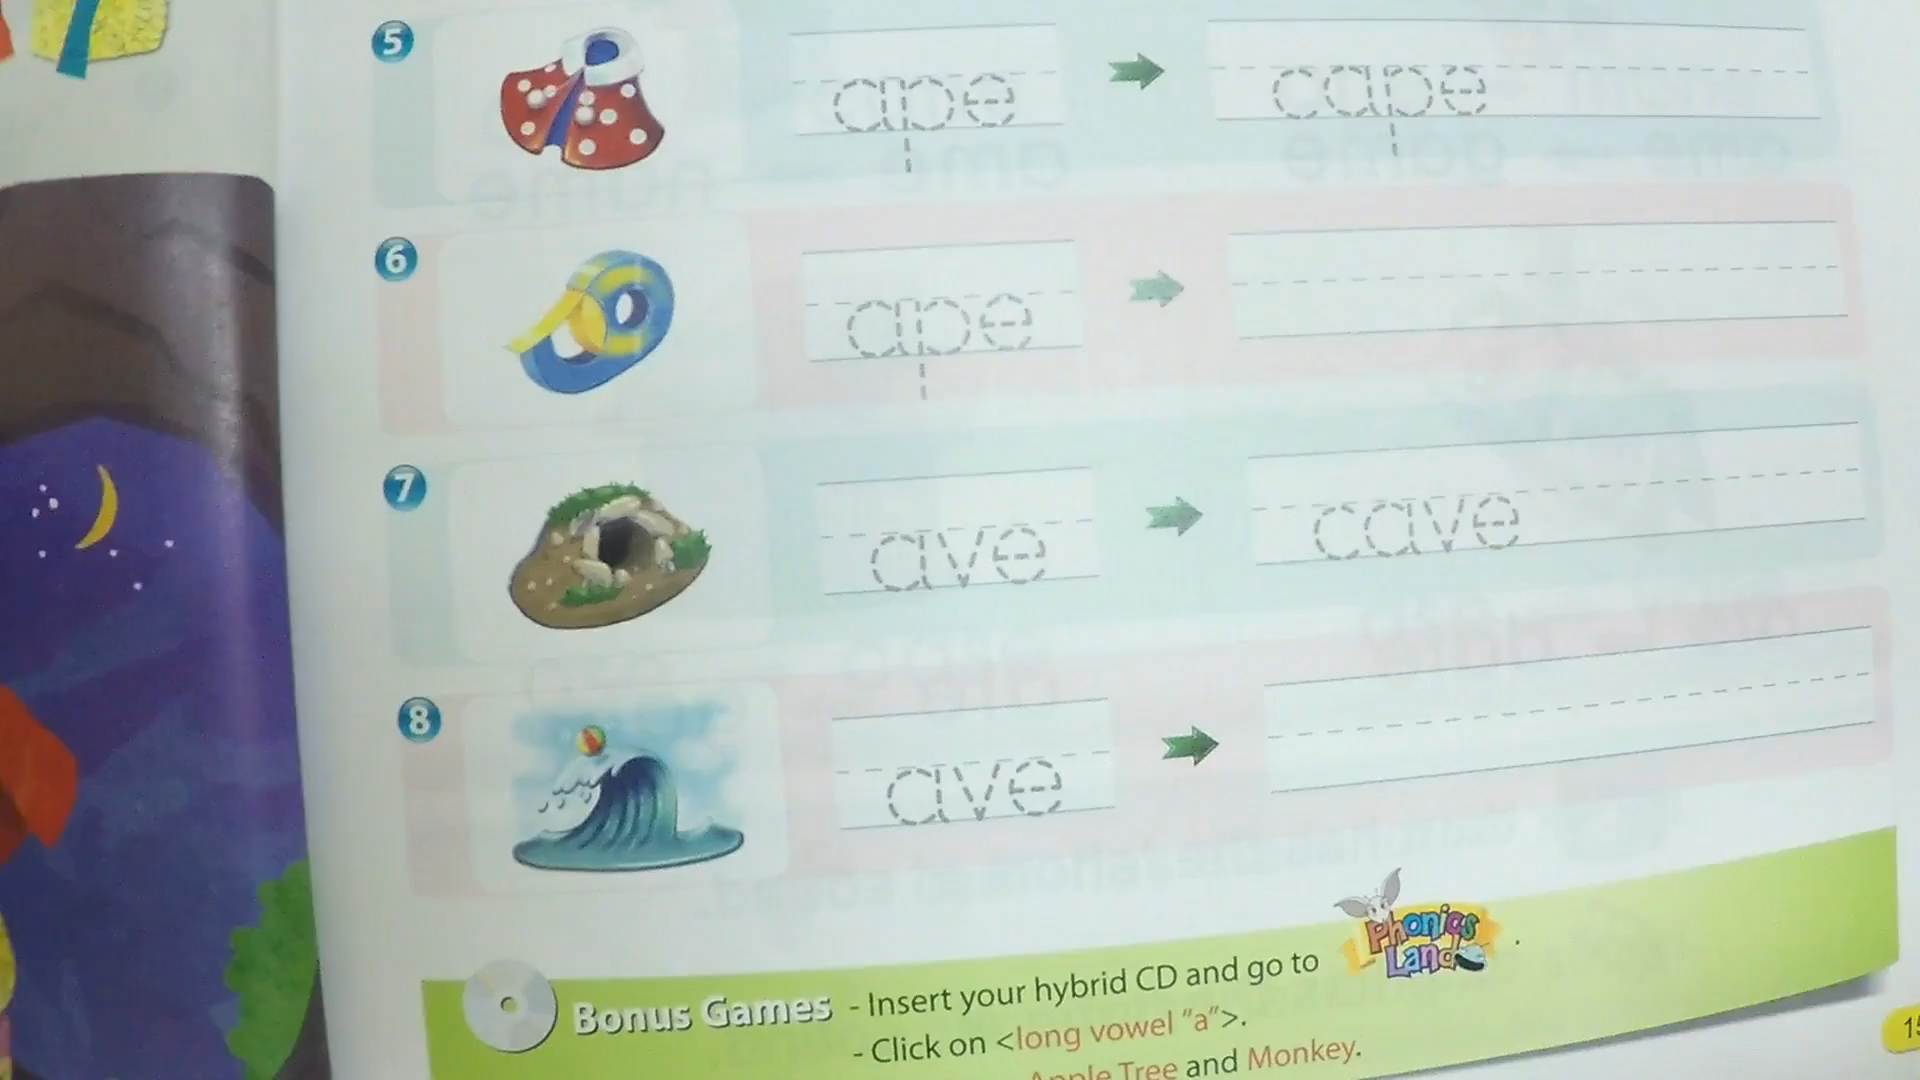 5 ape cape
6 ape
7 ave cave
8 ave
Bonus Games - Insert your hybrid CD and go to Phonics Land .
- Click on <long vowel "a">.
Apple Tree and Monkey.